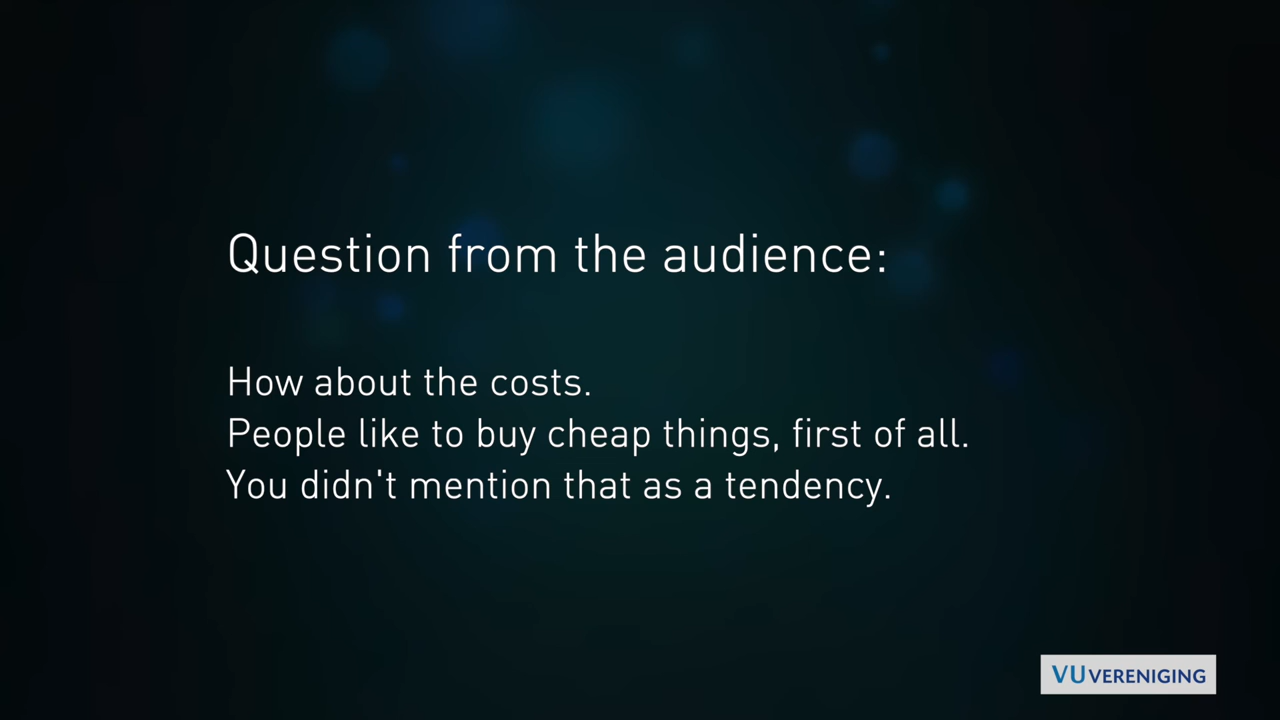 Question from the audience:
How about the costs.
People like to buy cheap things, first of all.
You didn't mention that as a tendency.
VUVERENIGING